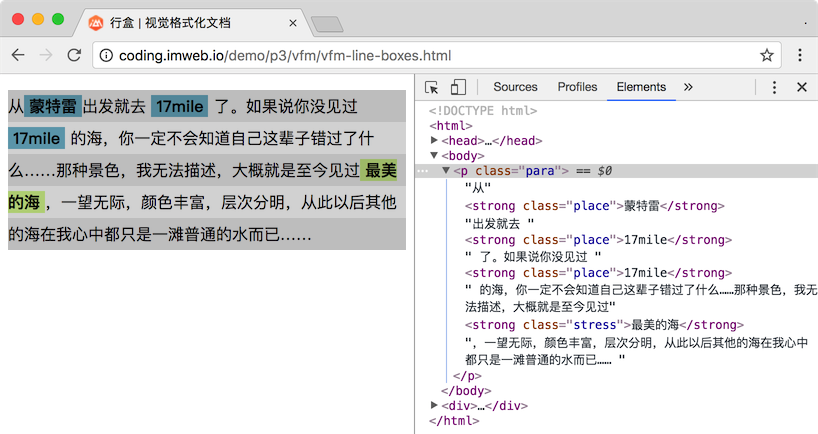 行盒 | 视觉格式化文档
coding.imweb.io/demo/p3/vfm/vfm-line-boxes.html
从 蒙特雷 出发就去 17mile 了。如果说你没见过
17mile 的海，你一定不会知道自己这辈子错过了什
么……那种景色，我无法描述，大概就是至今见过 最美
的海 ，一望无际，颜色丰富，层次分明，从此以后其他
的海在我心中都只是一滩普通的水而已……
Sources Profiles Elements »
<!DOCTYPE html>
<html>
<head>…</head>
<body>
<p class="para"> == $0
"从"
<strong class="place">蒙特雷</strong>
"出发就去 "
<strong class="place">17mile</strong>
" 了。如果说你没见过 "
<strong class="place">17mile</strong>
" 的海，你一定不会知道自己这辈子错过了什么……那种景色，我无
法描述，大概就是至今见过"
<strong class="stress">最美的海</strong>
"，一望无际，颜色丰富，层次分明，从此以后其他的海在我心中
都只是一滩普通的水而已…… "
</p>
</body>
<div>…</div>
</html>